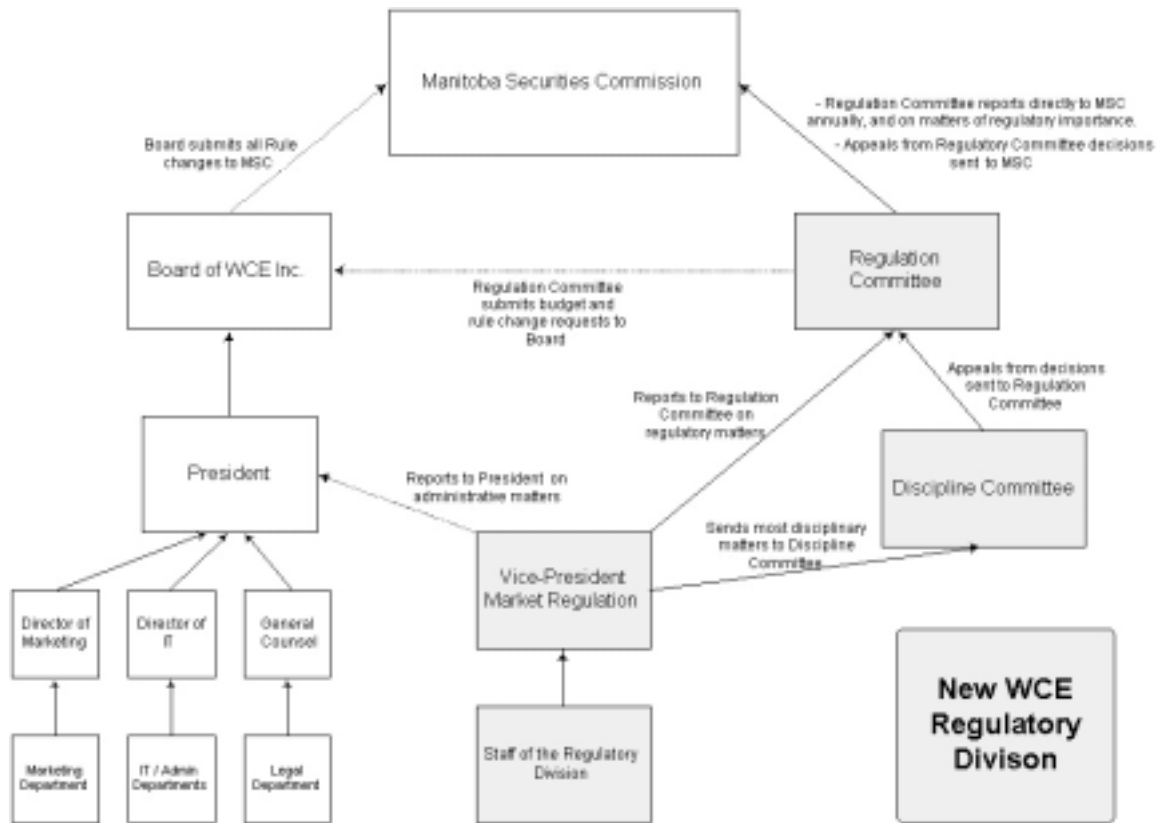 Manitoba Securities Commission
- Regulation Committee reports directly to MSC
annually, and on matters of regulatory importance.
- Appeals from Regulatory Committee decisions
sent to MSC
Board submits all Rule
changes to MSC
Board of WCE Inc.
Regulation Committee
submits budget and
rule change requests to
Board
Regulation
Committee
Reports to Regulation
Committee on
regulatory matters
Appeals from decisions
sent to Regulation
Committee
President
Reports to President on
administrative matters
Discipline Committee
Sends most disciplinary
matters to Discipline
Committee
Vice-President
Market Regulation
Director of
Marketing
Director of
IT
General
Counsel
Marketing
Department
IT / Admin
Departments
Legal
Department
Staff of the Regulatory
Division
New WCE
Regulatory
Divison